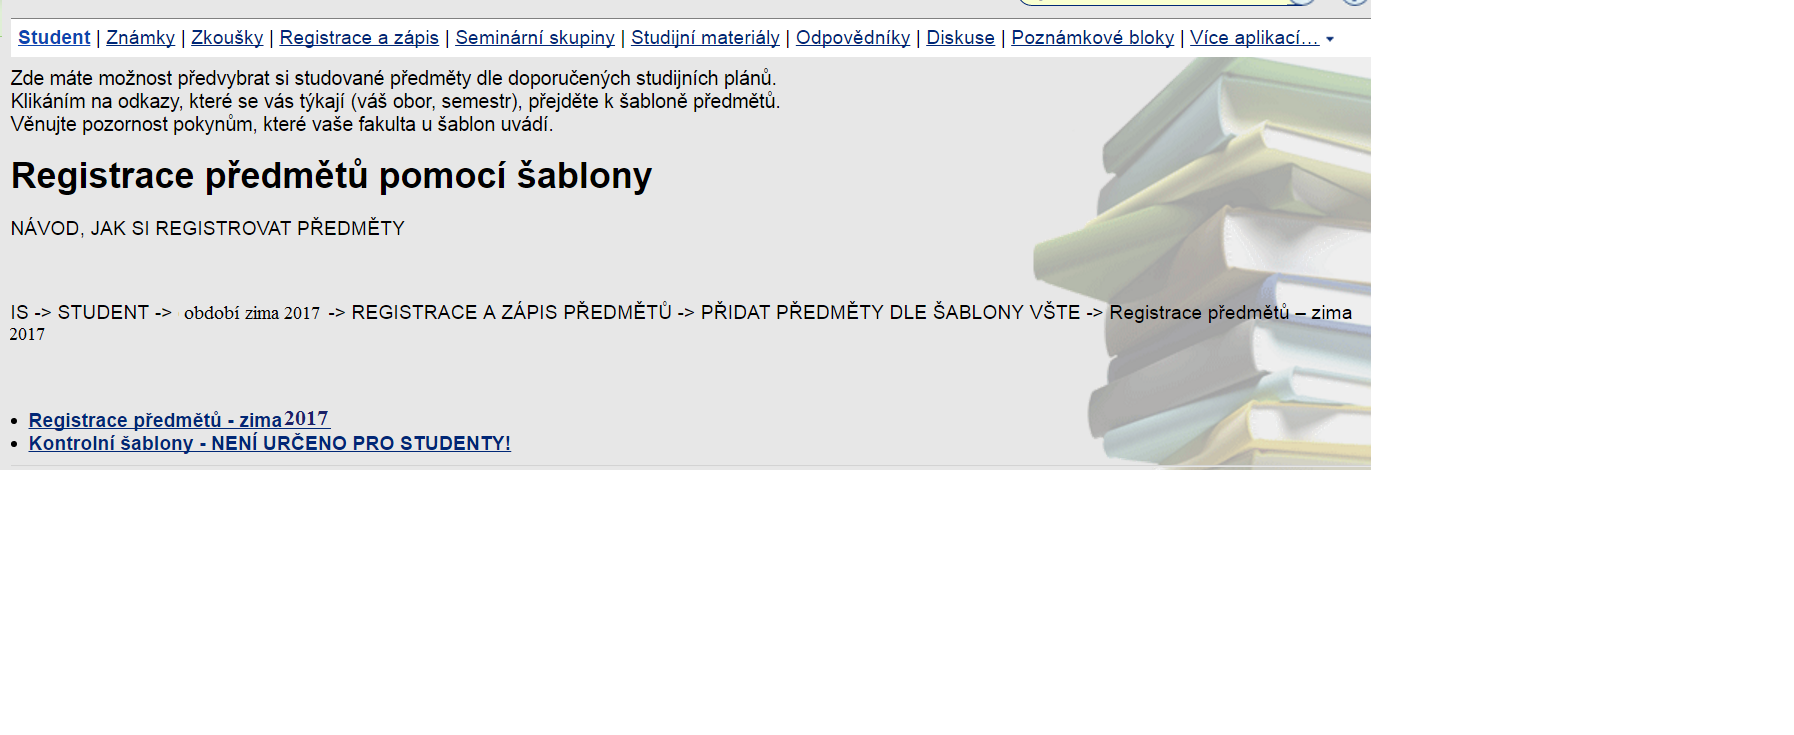 Student | Známky | Zkoušky | Registrace a zápis | Seminární skupiny | Studijní materiály | Odpovědníky | Diskuse | Poznámkové bloky | Více aplikací...
Zde máte možnost předvybrat si studované předměty dle doporučených studijních plánů.
Klikáním na odkazy, které se vás týkají (váš obor, semestr), přejděte k šabloně předmětů.
Věnujte pozornost pokynům, které vaše fakulta u šablon uvádí.
Registrace předmětů pomocí šablony
NÁVOD, JAK SI REGISTROVAT PŘEDMĚTY
IS -> STUDENT -> období zima 2017 -> REGISTRACE A ZÁPIS PŘEDMĚTŮ -> PŘIDAT PŘEDMĚTY DLE ŠABLONY VŠTE -> Registrace předmětů – zima
2017
• Registrace předmětů - zima 2017
• Kontrolní šablony - NENÍ URČENO PRO STUDENTY!